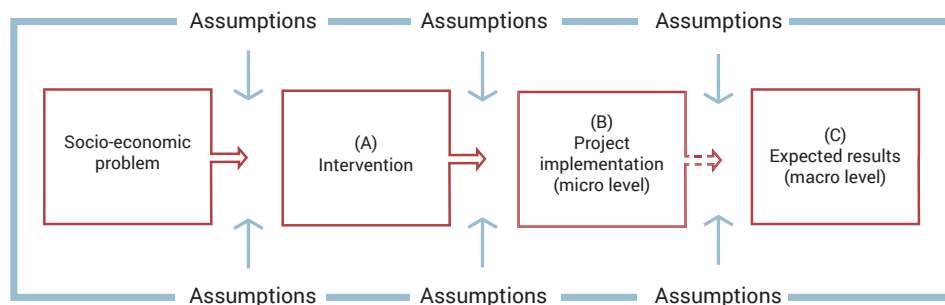 Assumptions Assumptions Assumptions
Socio-economic
problem
(A)
Intervention
(B)
Project
implementation
(micro level)
(C)
Expected results
(macro level)
Assumptions Assumptions Assumptions